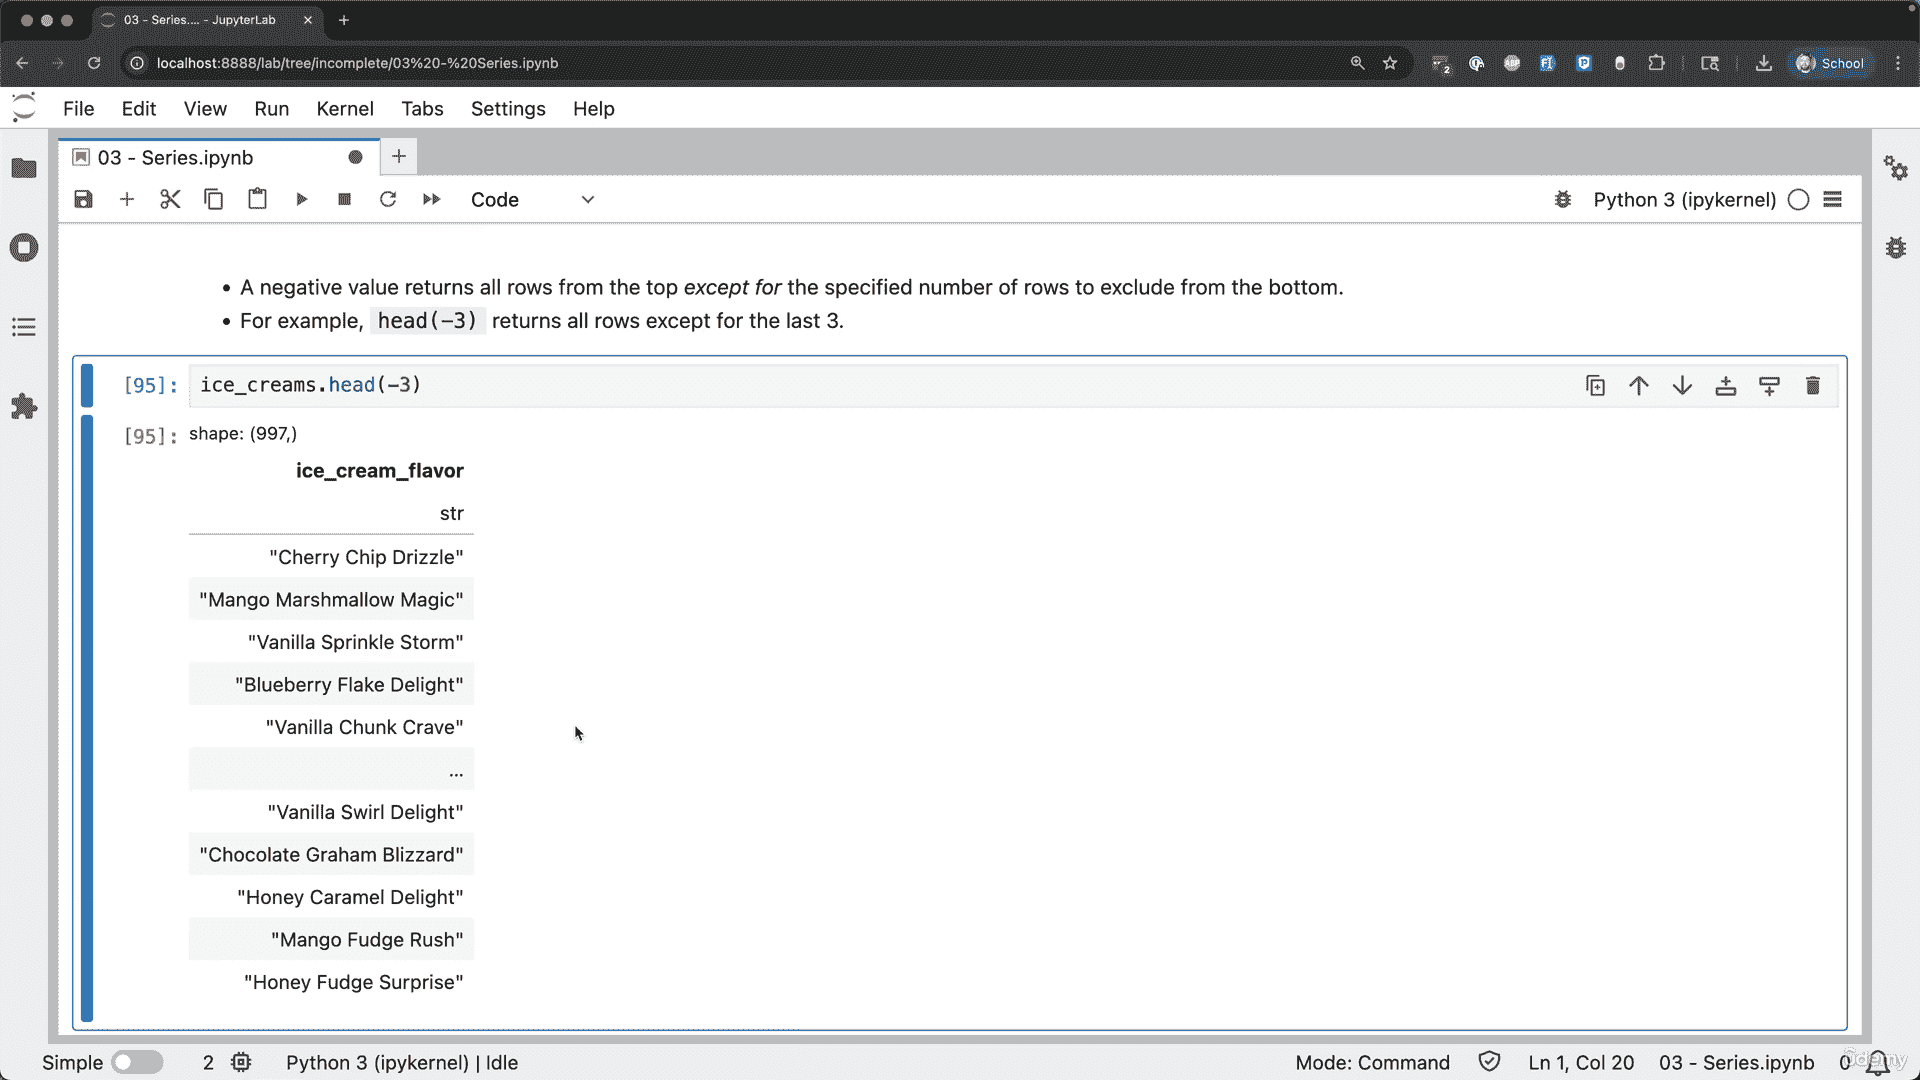 03 - Series.... - JupyterLab
localhost:8888/lab/tree/incomplete/03%20-%20Series.ipynb
2
ABP
School
File Edit View Run Kernel Tabs Settings Help
03 - Series.ipynb
Code
Python 3 (ipykernel)
• A negative value returns all rows from the top except for the specified number of rows to exclude from the bottom.
• For example, head(-3) returns all rows except for the last 3.
[95]: ice_creams.head(-3)
[95]: shape: (997,)
ice_cream_flavor
str
"Cherry Chip Drizzle"
"Mango Marshmallow Magic"
"Vanilla Sprinkle Storm"
"Blueberry Flake Delight"
"Vanilla Chunk Crave"
...
"Vanilla Swirl Delight"
"Chocolate Graham Blizzard"
"Honey Caramel Delight"
"Mango Fudge Rush"
"Honey Fudge Surprise"
Simple 2 Python 3 (ipykernel) | Idle Mode: Command Ln 1, Col 20 03 - Series.ipynb 0
Udemy